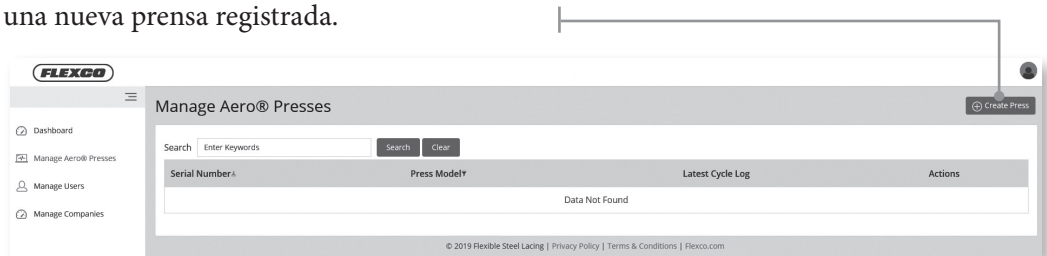 una nueva prensa registrada.
FLEXCO
Manage Aero® Presses
Create Press
Dashboard
Manage Aero® Presses
Manage Users
Manage Companies
Search Enter Keywords Search Clear
Serial Number Press Model Latest Cycle Log Actions
Data Not Found
© 2019 Flexible Steel Lacing | Privacy Policy | Terms & Conditions | Flexco.com